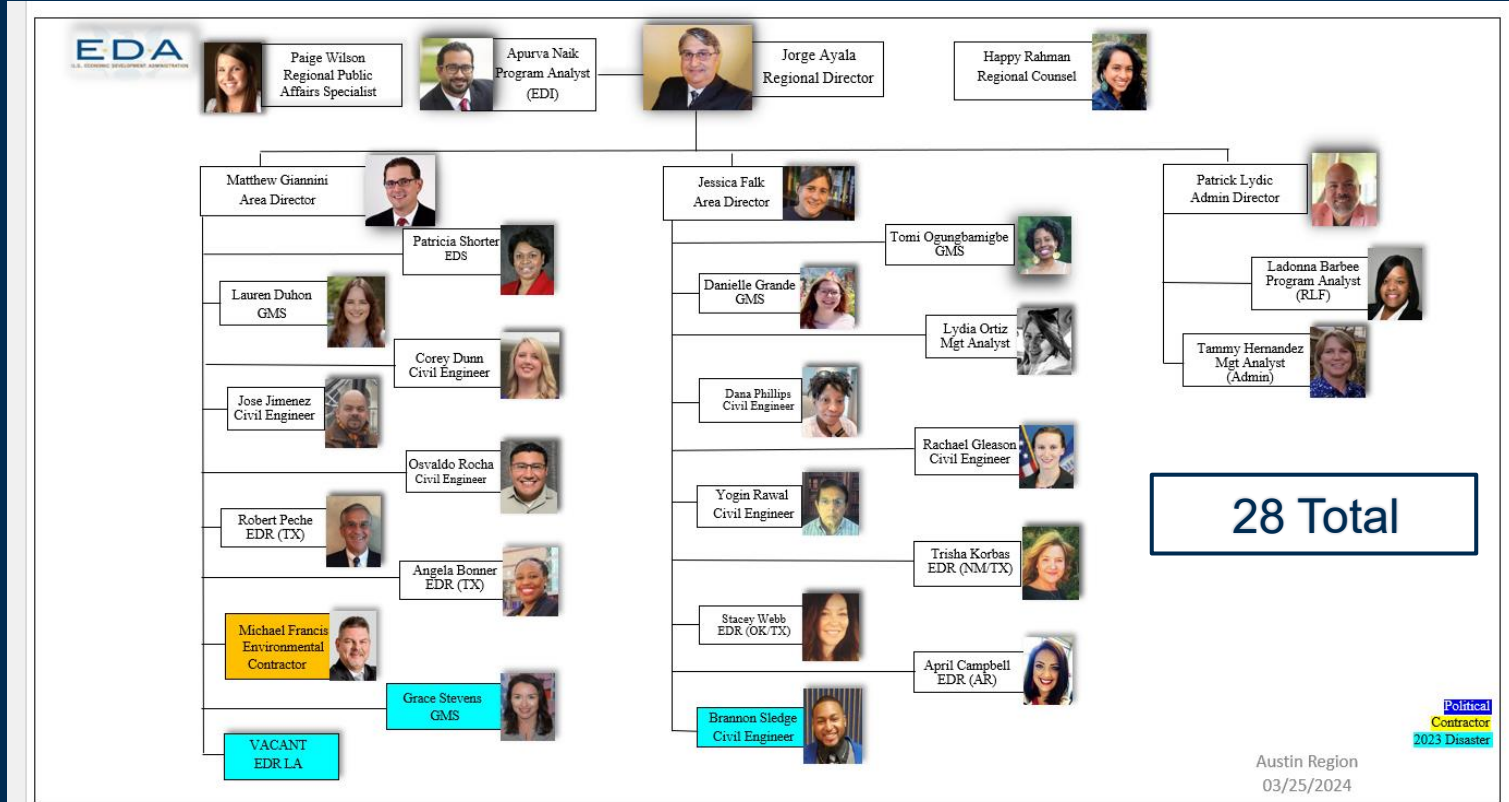 EDA
U.S. ECONOMIC DEVELOPMENT ADMINISTRATION
Paige Wilson
Regional Public
Affairs Specialist
Apurva Naik
Program Analyst
(EDI)
Jorge Ayala
Regional Director
Happy Rahman
Regional Counsel
Matthew Giannini
Area Director
Patricia Shorter
EDS
Lauren Duhon
GMS
Corey Dunn
Civil Engineer
Jose Jimenez
Civil Engineer
Osvaldo Rocha
Civil Engineer
Robert Peche
EDR (TX)
Angela Bonner
EDR (TX)
Michael Francis
Environmental
Contractor
Grace Stevens
GMS
VACANT
EDR LA
Jessica Falk
Area Director
Tomi Ogungbamigbe
GMS
Danielle Grande
GMS
Lydia Ortiz
Mgt Analyst
Dana Phillips
Civil Engineer
Rachael Gleason
Civil Engineer
Yogin Rawal
Civil Engineer
Trisha Korbas
EDR (NM/TX)
Stacey Webb
EDR (OK/TX)
April Campbell
EDR (AR)
Brannon Sledge
Civil Engineer
Patrick Lydic
Admin Director
Ladonna Barbee
Program Analyst
(RLF)
Tammy Hernandez
Mgt Analyst
(Admin)
28 Total
Political
Contractor
2023 Disaster
Austin Region
03/25/2024